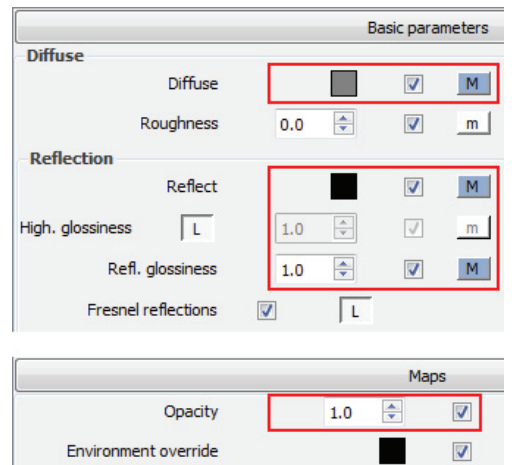 Basic parameters
Diffuse
Diffuse M
Roughness 0.0 m
Reflection
Reflect M
High. glossiness L 1.0 m
Refl. glossiness 1.0 M
Fresnel reflections L
Maps
Opacity 1.0
Environment override